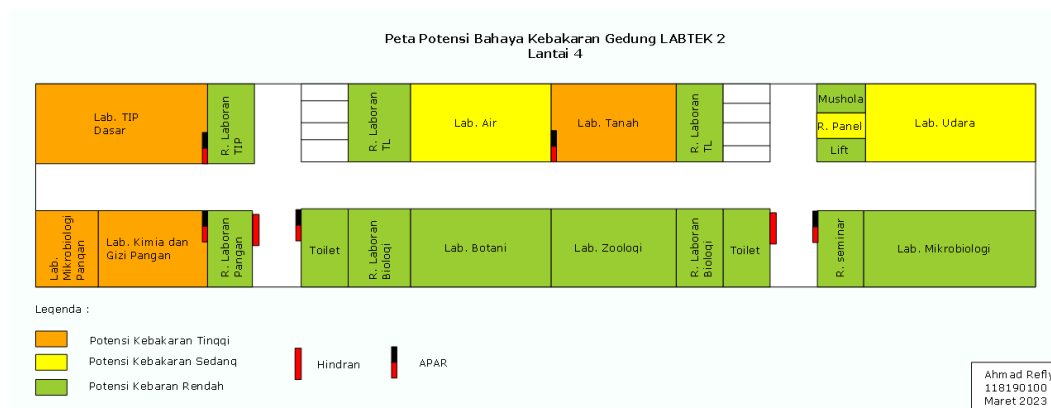 Peta Potensi Bahaya Kebakaran Gedung LABTEK 2
Lantai 4
Lab. TIP
Dasar
R. Laboran
TIP
R. Laboran
TL
Lab. Air
Lab. Tanah
R. Laboran
TL
Mushola
R. Panel
Lift
Lab. Udara
Lab.
Mikrobiologi
Pangan
Lab. Kimia dan
Gizi Pangan
R. Laboran
Pangan
Toilet
R. Laboran
Biologi
Lab. Botani
Lab. Zoologi
R. Laboran
Biologi
Toilet
R. seminar
Lab. Mikrobiologi
Legenda :
Potensi Kebakaran Tinggi
Potensi Kebakaran Sedang
Potensi Kebaran Rendah
Hindran
APAR
Ahmad Refly
118190100
Maret 2023